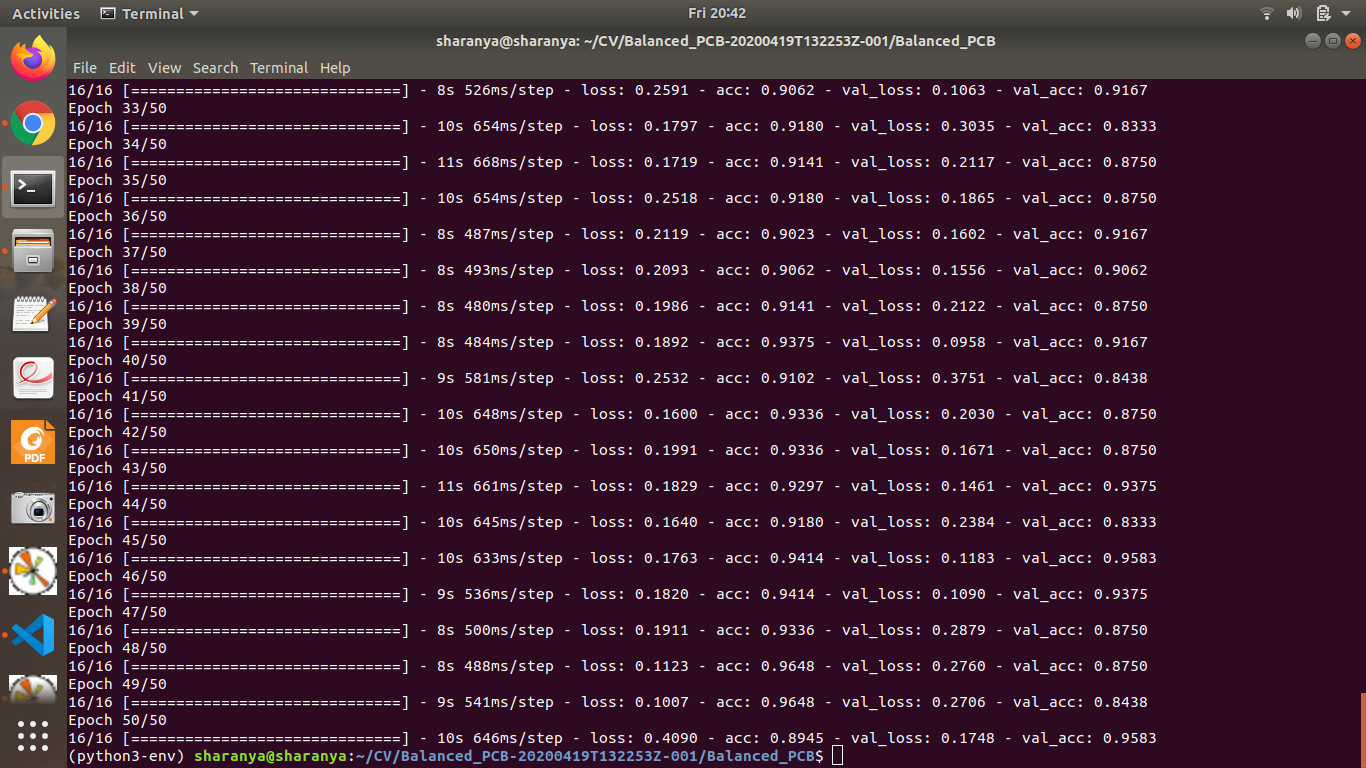 Activities Terminal Fri 20:42
sharanya@sharanya: ~/CV/Balanced_PCB-20200419T132253Z-001/Balanced_PCB
File Edit View Search Terminal Help
16/16 [==============================] - 8s 526ms/step - loss: 0.2591 - acc: 0.9062 - val_loss: 0.1063 - val_acc: 0.9167
Epoch 33/50
16/16 [==============================] - 10s 654ms/step - loss: 0.1797 - acc: 0.9180 - val_loss: 0.3035 - val_acc: 0.8333
Epoch 34/50
16/16 [==============================] - 11s 668ms/step - loss: 0.1719 - acc: 0.9141 - val_loss: 0.2117 - val_acc: 0.8750
Epoch 35/50
16/16 [==============================] - 10s 654ms/step - loss: 0.2518 - acc: 0.9180 - val_loss: 0.1865 - val_acc: 0.8750
Epoch 36/50
16/16 [==============================] - 8s 487ms/step - loss: 0.2119 - acc: 0.9023 - val_loss: 0.1602 - val_acc: 0.9167
Epoch 37/50
16/16 [==============================] - 8s 493ms/step - loss: 0.2093 - acc: 0.9062 - val_loss: 0.1556 - val_acc: 0.9062
Epoch 38/50
16/16 [==============================] - 8s 480ms/step - loss: 0.1986 - acc: 0.9141 - val_loss: 0.2122 - val_acc: 0.8750
Epoch 39/50
16/16 [==============================] - 8s 484ms/step - loss: 0.1892 - acc: 0.9375 - val_loss: 0.0958 - val_acc: 0.9167
Epoch 40/50
16/16 [==============================] - 9s 581ms/step - loss: 0.2532 - acc: 0.9102 - val_loss: 0.3751 - val_acc: 0.8438
Epoch 41/50
16/16 [==============================] - 10s 648ms/step - loss: 0.1600 - acc: 0.9336 - val_loss: 0.2030 - val_acc: 0.8750
Epoch 42/50
16/16 [==============================] - 10s 650ms/step - loss: 0.1991 - acc: 0.9336 - val_loss: 0.1671 - val_acc: 0.8750
Epoch 43/50
16/16 [==============================] - 11s 661ms/step - loss: 0.1829 - acc: 0.9297 - val_loss: 0.1461 - val_acc: 0.9375
Epoch 44/50
16/16 [==============================] - 10s 645ms/step - loss: 0.1640 - acc: 0.9180 - val_loss: 0.2384 - val_acc: 0.8333
Epoch 45/50
16/16 [==============================] - 10s 633ms/step - loss: 0.1763 - acc: 0.9414 - val_loss: 0.1183 - val_acc: 0.9583
Epoch 46/50
16/16 [==============================] - 9s 536ms/step - loss: 0.1820 - acc: 0.9414 - val_loss: 0.1090 - val_acc: 0.9375
Epoch 47/50
16/16 [==============================] - 8s 500ms/step - loss: 0.1911 - acc: 0.9336 - val_loss: 0.2879 - val_acc: 0.8750
Epoch 48/50
16/16 [==============================] - 8s 488ms/step - loss: 0.1123 - acc: 0.9648 - val_loss: 0.2760 - val_acc: 0.8750
Epoch 49/50
16/16 [==============================] - 9s 541ms/step - loss: 0.1007 - acc: 0.9648 - val_loss: 0.2706 - val_acc: 0.8438
Epoch 50/50
16/16 [==============================] - 10s 646ms/step - loss: 0.4090 - acc: 0.8945 - val_loss: 0.1748 - val_acc: 0.9583
(python3-env) sharanya@sharanya:~/CV/Balanced_PCB-20200419T132253Z-001/Balanced_PCB$
PDF